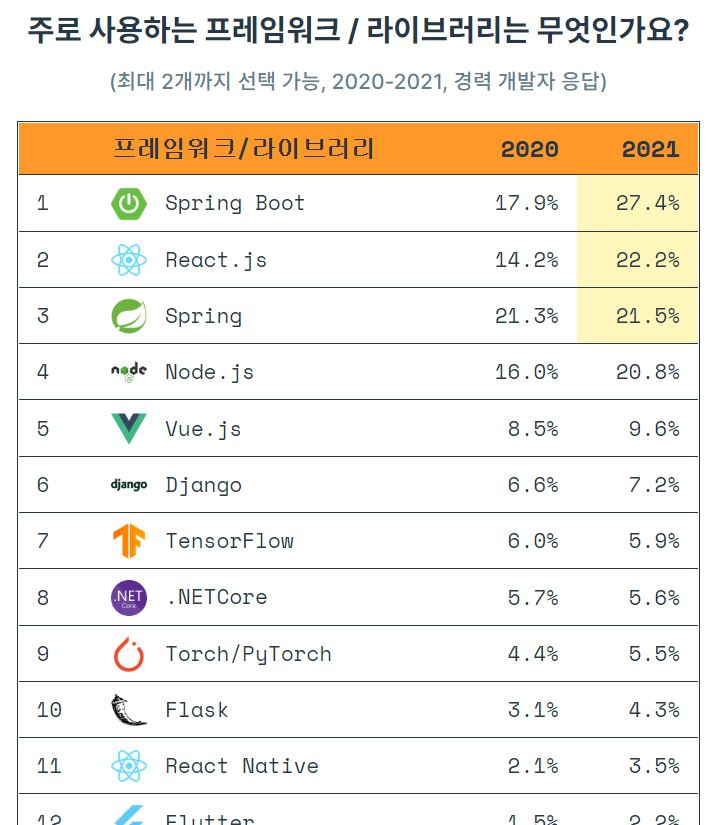 주로 사용하는 프레임워크 / 라이브러리는 무엇인가요?
(최대 2개까지 선택 가능, 2020-2021, 경력 개발자 응답)
프레임워크/라이브러리 2020 2021
1 Spring Boot 17.9% 27.4%
2 React.js 14.2% 22.2%
3 Spring 21.3% 21.5%
4 node Node.js 16.0% 20.8%
5 Vue.js 8.5% 9.6%
6 django Django 6.6% 7.2%
7 TensorFlow 6.0% 5.9%
8 .NET Core .NETCore 5.7% 5.6%
9 Torch/PyTorch 4.4% 5.5%
10 Flask 3.1% 4.3%
11 React Native 2.1% 3.5%
12 Flutter 1.5% 2.2%